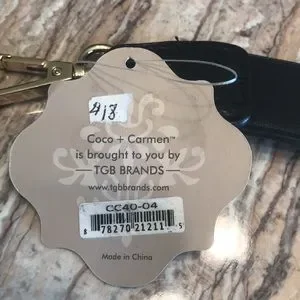 418
Coco + Carmen™
is brought to you by
TGB BRANDS
www.tgbbrands.com
CC40-04
8 78270 21211 5
Made in China